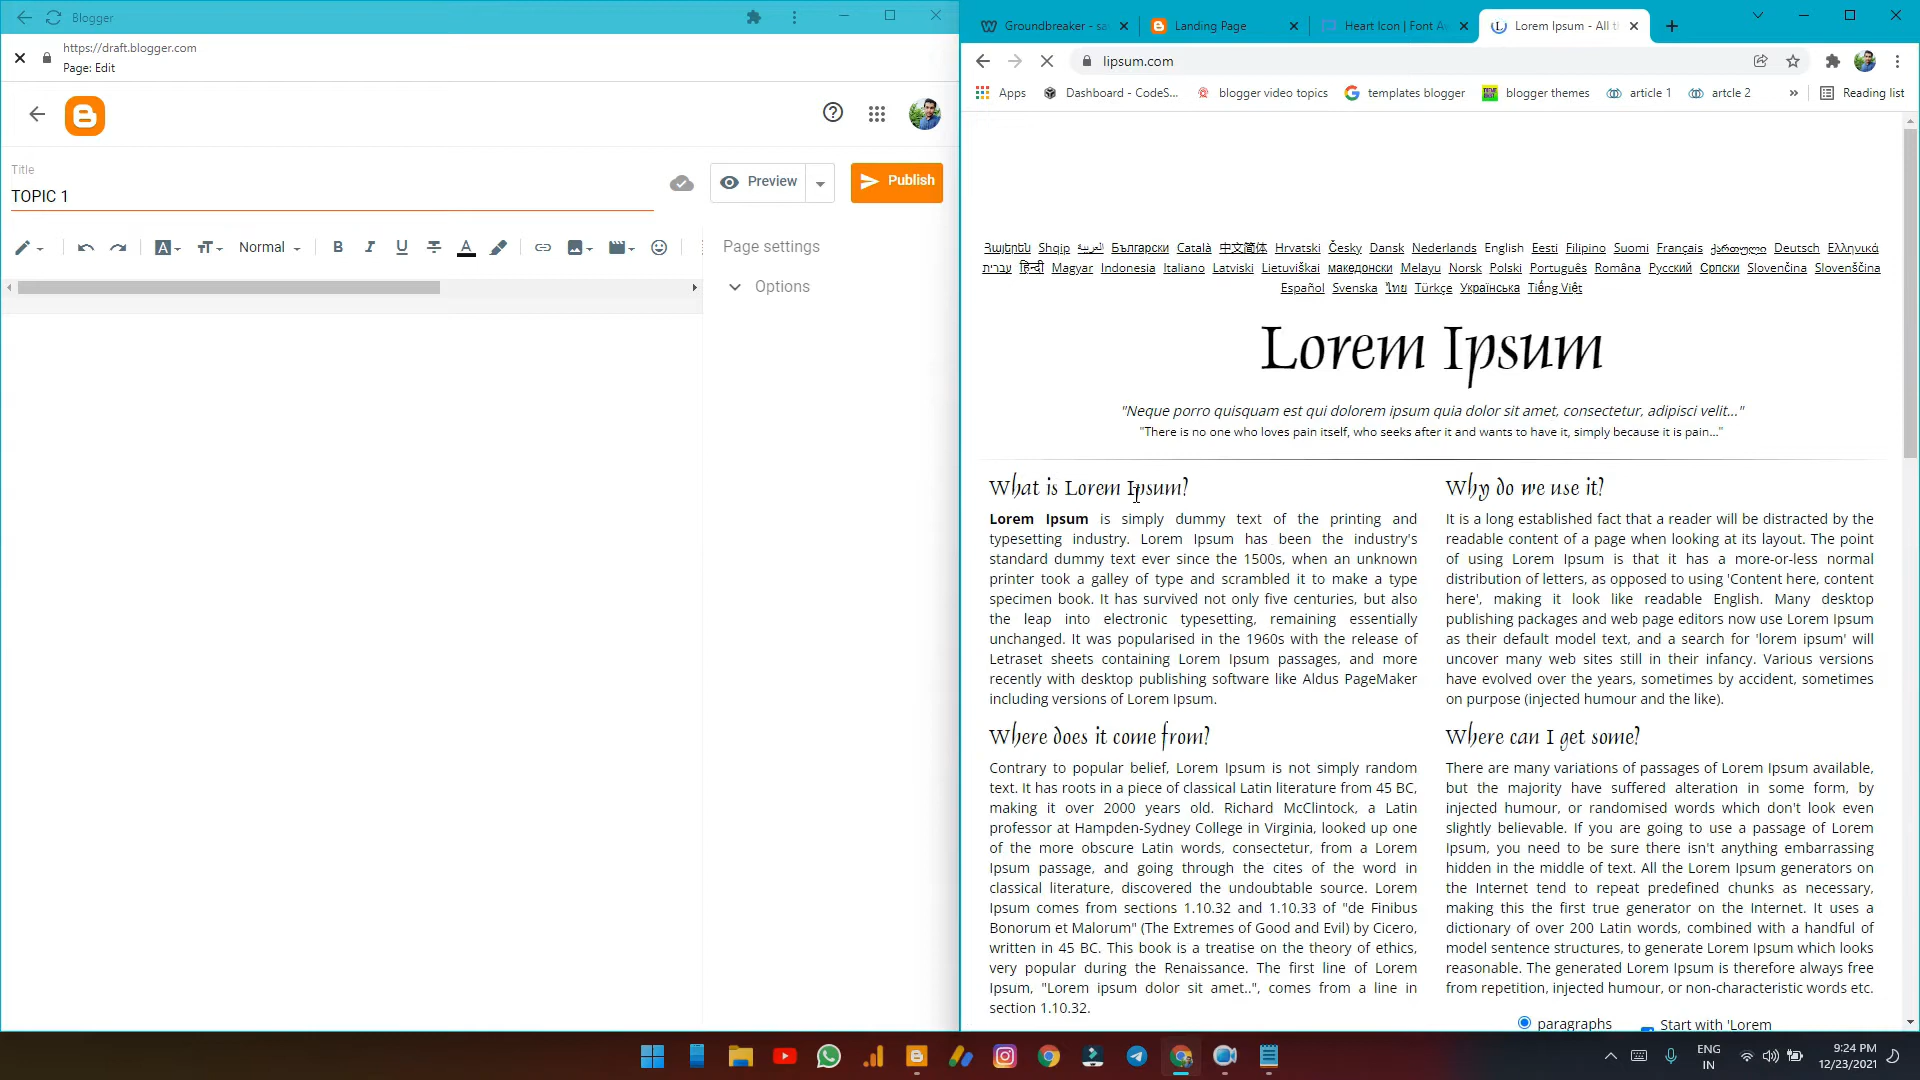 Blogger
https://draft.blogger.com
Page: Edit
Title
TOPIC 1
Preview
Publish
Normal
Page settings
Options
Groundbreaker - sa
Landing Page
Heart Icon | Font Aw
Lorem Ipsum - All t
lipsum.com
Apps
Dashboard - CodeS...
blogger video topics
templates blogger
blogger themes
article 1
artcle 2
»
Reading list
Հայերեն Shqip العربية Български Català 中文简体 Hrvatski Česky Dansk Nederlands English Eesti Filipino Suomi Français ქართული Deutsch Ελληνικά
עברית हिन्दी Magyar Indonesia Italiano Latviski Lietuviškai македонски Melayu Norsk Polski Português Româna Русский Српски Slovenčina Slovenščina
Español Svenska ไทย Türkçe Українська Tiếng Việt
Lorem Ipsum
"Neque porro quisquam est qui dolorem ipsum quia dolor sit amet, consectetur, adipisci velit..."
"There is no one who loves pain itself, who seeks after it and wants to have it, simply because it is pain..."
What is Lorem Ipsum?
Lorem Ipsum is simply dummy text of the printing and
typesetting industry. Lorem Ipsum has been the industry's
standard dummy text ever since the 1500s, when an unknown
printer took a galley of type and scrambled it to make a type
specimen book. It has survived not only five centuries, but also
the leap into electronic typesetting, remaining essentially
unchanged. It was popularised in the 1960s with the release of
Letraset sheets containing Lorem Ipsum passages, and more
recently with desktop publishing software like Aldus PageMaker
including versions of Lorem Ipsum.
Where does it come from?
Contrary to popular belief, Lorem Ipsum is not simply random
text. It has roots in a piece of classical Latin literature from 45 BC,
making it over 2000 years old. Richard McClintock, a Latin
professor at Hampden-Sydney College in Virginia, looked up one
of the more obscure Latin words, consectetur, from a Lorem
Ipsum passage, and going through the cites of the word in
classical literature, discovered the undoubtable source. Lorem
Ipsum comes from sections 1.10.32 and 1.10.33 of "de Finibus
Bonorum et Malorum" (The Extremes of Good and Evil) by Cicero,
written in 45 BC. This book is a treatise on the theory of ethics,
very popular during the Renaissance. The first line of Lorem
Ipsum, "Lorem ipsum dolor sit amet..", comes from a line in
section 1.10.32.
Why do we use it?
It is a long established fact that a reader will be distracted by the
readable content of a page when looking at its layout. The point
of using Lorem Ipsum is that it has a more-or-less normal
distribution of letters, as opposed to using 'Content here, content
here', making it look like readable English. Many desktop
publishing packages and web page editors now use Lorem Ipsum
as their default model text, and a search for 'lorem ipsum' will
uncover many web sites still in their infancy. Various versions
have evolved over the years, sometimes by accident, sometimes
on purpose (injected humour and the like).
Where can I get some?
There are many variations of passages of Lorem Ipsum available,
but the majority have suffered alteration in some form, by
injected humour, or randomised words which don't look even
slightly believable. If you are going to use a passage of Lorem
Ipsum, you need to be sure there isn't anything embarrassing
hidden in the middle of text. All the Lorem Ipsum generators on
the Internet tend to repeat predefined chunks as necessary,
making this the first true generator on the Internet. It uses a
dictionary of over 200 Latin words, combined with a handful of
model sentence structures, to generate Lorem Ipsum which looks
reasonable. The generated Lorem Ipsum is therefore always free
from repetition, injected humour, or non-characteristic words etc.
paragraphs
Start with 'Lorem
ENG
IN
9:24 PM
12/23/2021